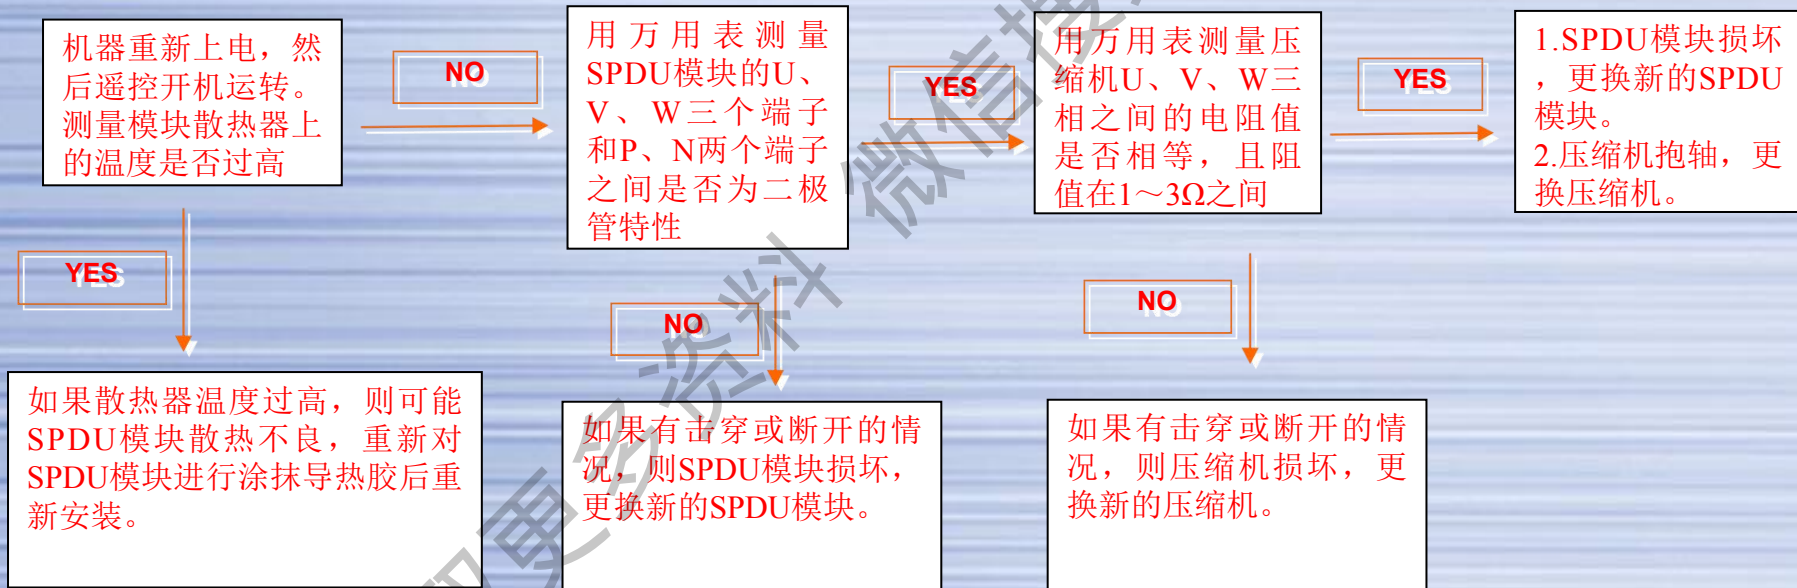 机器重新上电，然
后遥控开机运转。
测量模块散热器上
的温度是否过高
NO
用万用表测量
SPDU模块的U、
V、W三个端子
和P、N两个端子
之间是否为二极
管特性
YES
用万用表测量压
缩机U、V、W三
相之间的电阻值
是否相等，且阻
值在1～3Ω之间
YES
1.SPDU模块损坏
，更换新的SPDU
模块。
2.压缩机抱轴，更
换压缩机。
YES
如果散热器温度过高，则可能
SPDU模块散热不良，重新对
SPDU模块进行涂抹导热胶后重
新安装。
NO
如果有击穿或断开的情
况，则SPDU模块损坏，
更换新的SPDU模块。
NO
如果有击穿或断开的情
况，则压缩机损坏，更
换新的压缩机。
更多资料 微信搜